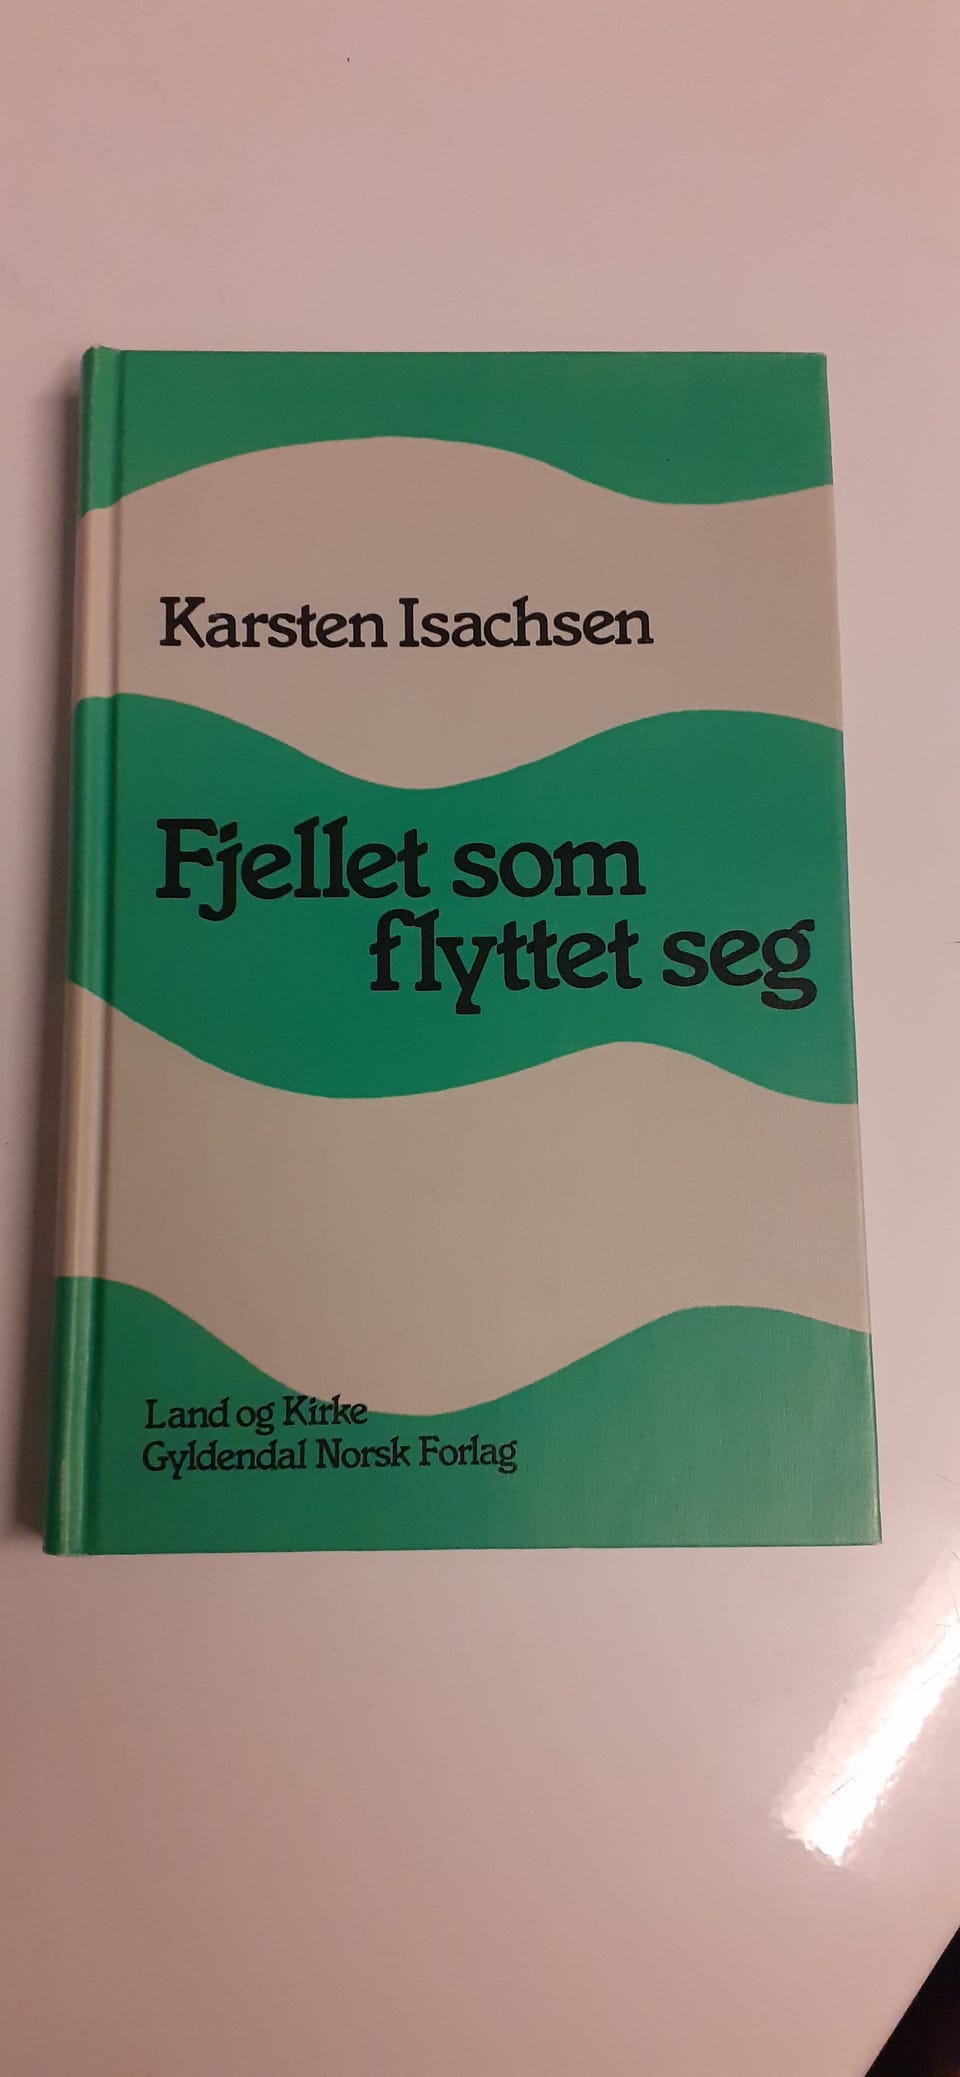 Karsten Isachsen
Fjellet som
flyttet seg
Land og Kirke
Gyldendal Norsk Forlag